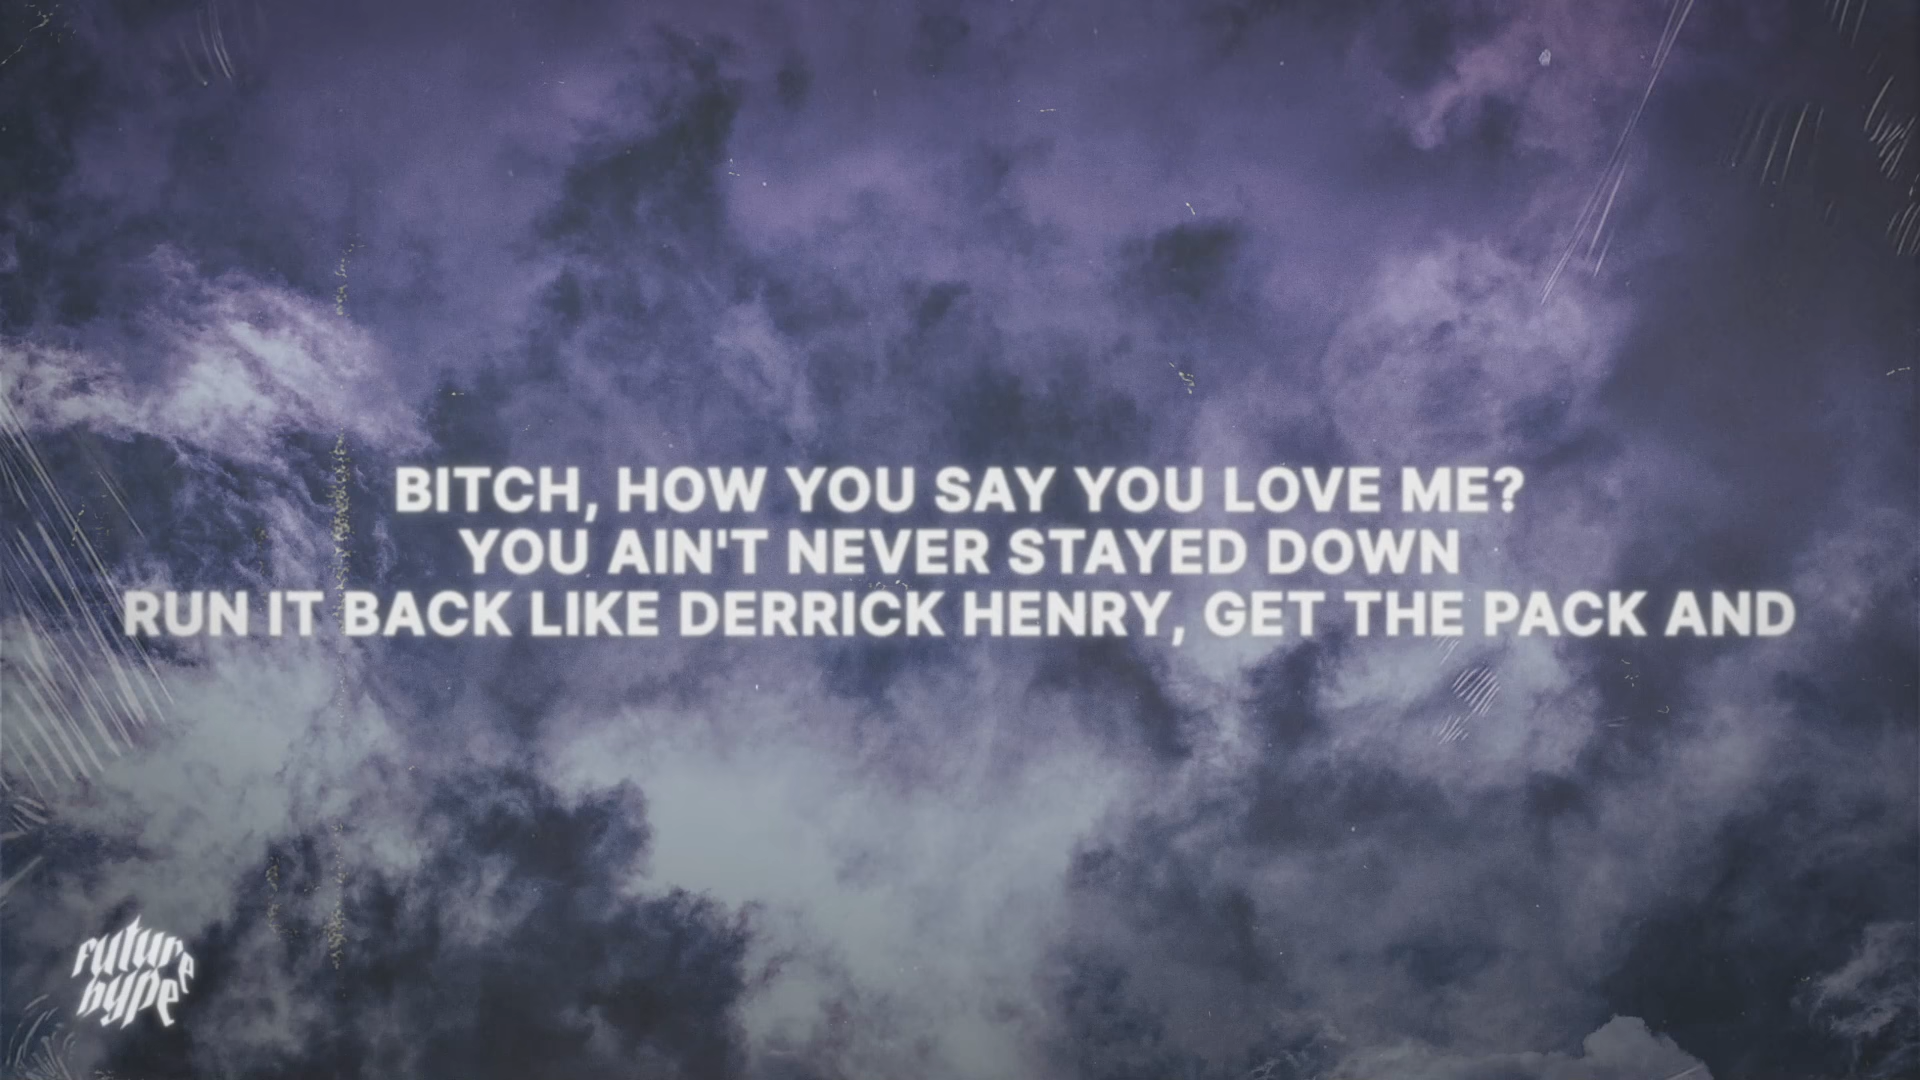 BITCH, HOW YOU SAY YOU LOVE ME?
YOU AIN'T NEVER STAYED DOWN
RUN IT BACK LIKE DERRICK HENRY, GET THE PACK AND
future
hype